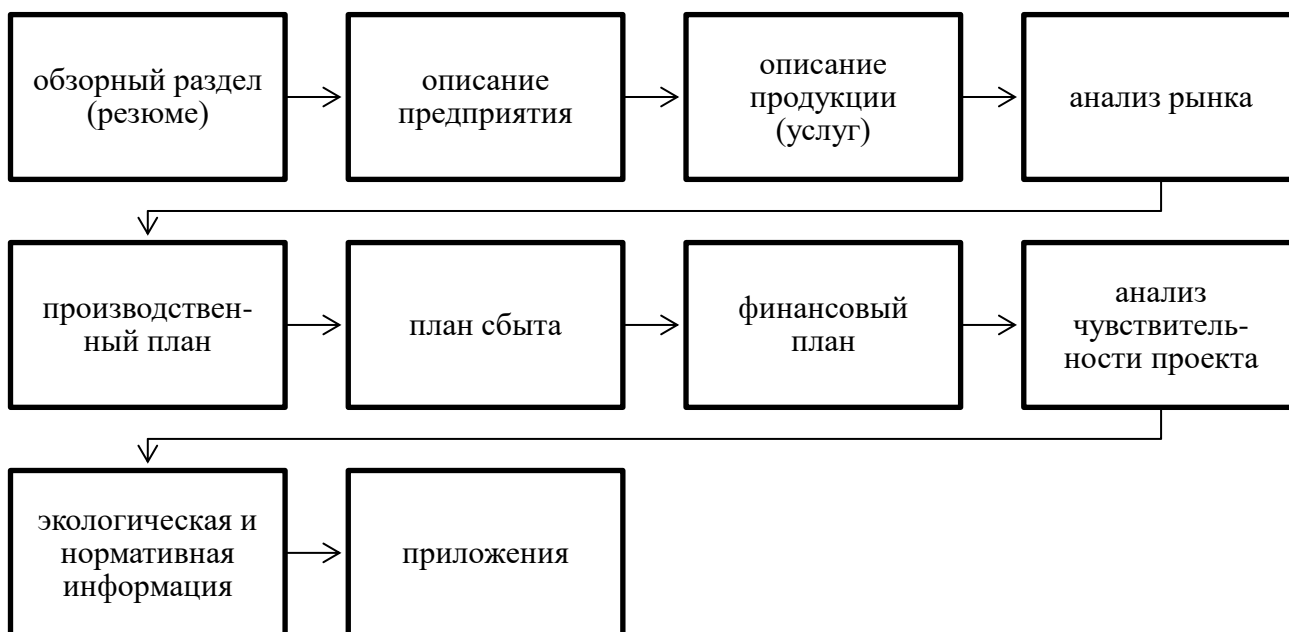 обзорный раздел
(резюме)
описание
предприятия
описание
продукции
(услуг)
анализ рынка
производствен-
ный план
план сбыта
финансовый
план
анализ
чувствитель-
ности проекта
экологическая и
нормативная
информация
приложения